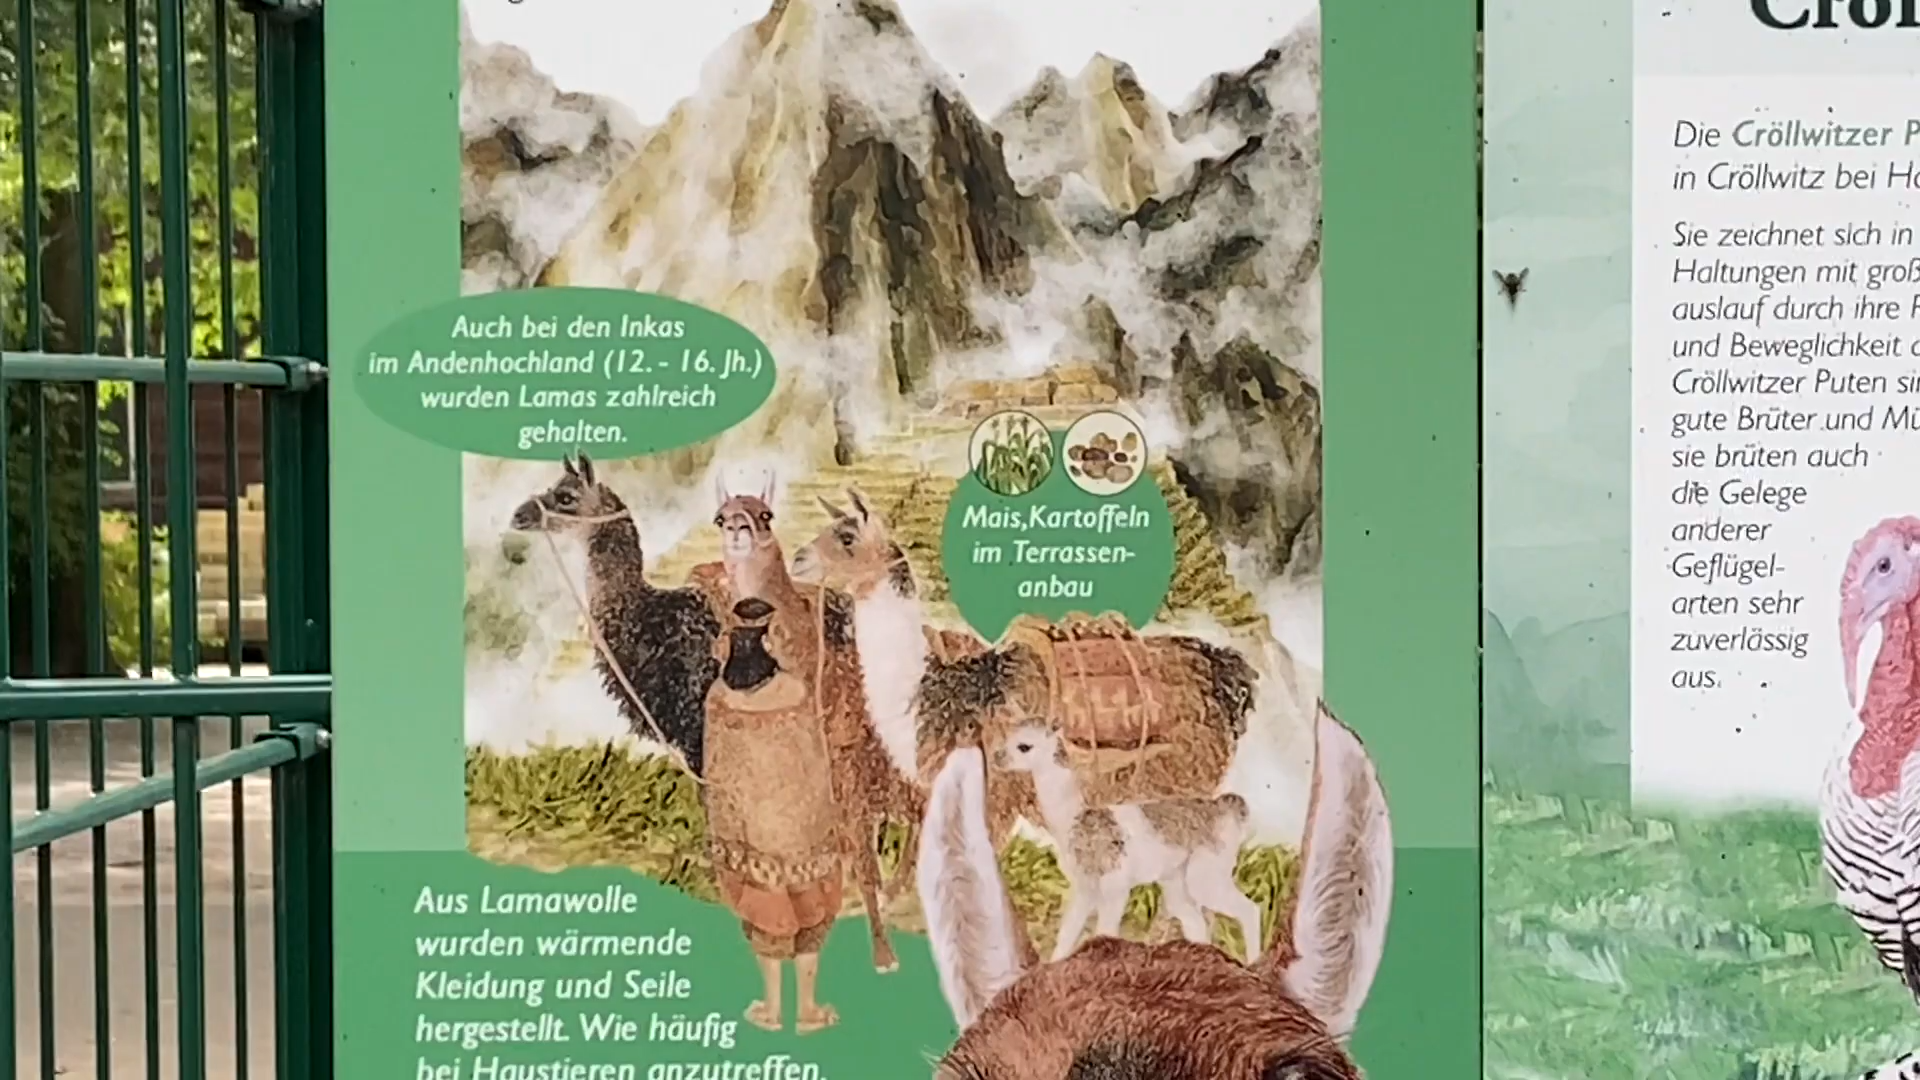 Auch bei den Inkas
im Andenhochland (12. - 16. Jh.)
wurden Lamas zahlreich
gehalten.
Mais,Kartoffeln
im Terrassen-
anbau
Aus Lamawolle
wurden wärmende
Kleidung und Seile
hergestellt. Wie häufig
bei Haustieren anzutreffen,
Die Cröllwitzer
in Cröllwitz bei
Sie zeichnet sich in
Haltungen mit
auslauf durch ihre
und Beweglichkeit
Cröllwitzer Puten
gute Brüter und
sie brüten auch
die Gelege
anderer
Geflügel-
arten sehr
zuverlässig
aus.